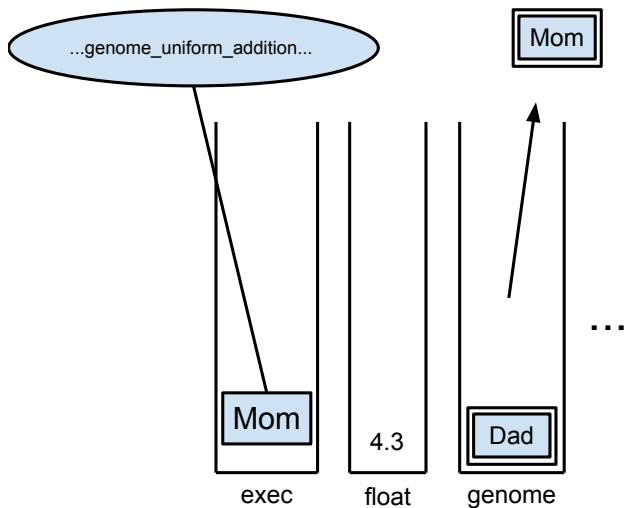 ...genome_uniform_addition...
Mom
...
Mom
4.3
Dad
exec
float
genome